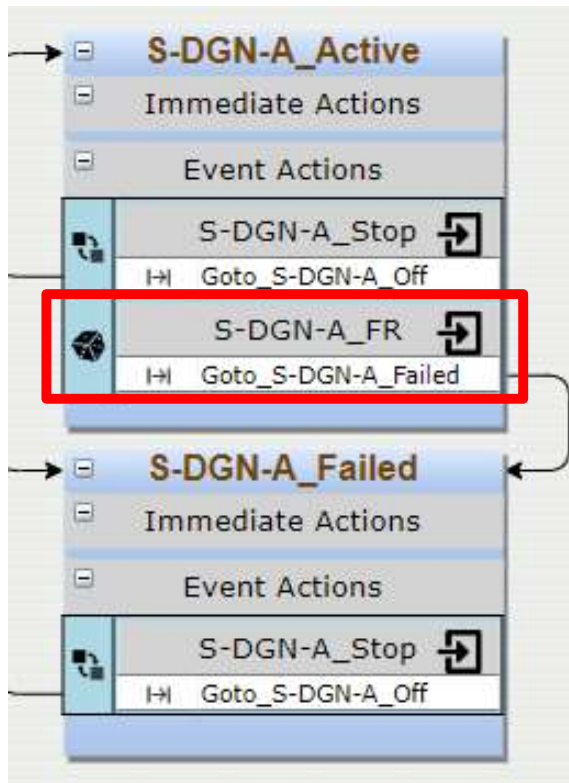 S-DGN-A_Active
Immediate Actions
Event Actions
S-DGN-A_Stop
Goto_S-DGN-A_Off
S-DGN-A_FR
Goto_S-DGN-A_Failed
S-DGN-A_Failed
Immediate Actions
Event Actions
S-DGN-A_Stop
Goto_S-DGN-A_Off